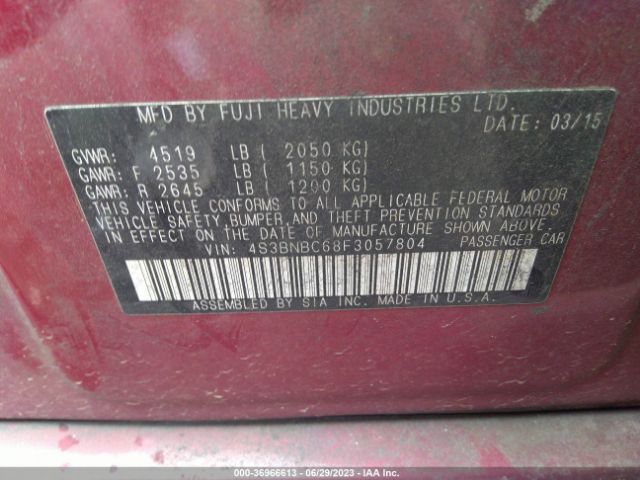 MFD BY FUJI HEAVY INDUSTRIES LTD.
DATE: 03/15
GVWR: 4519 LB ( 2050 KG)
GAWR: F 2535 LB ( 1150 KG)
GAWR: R 2645 LB ( 1200 KG)
THIS VEHICLE CONFORMS TO ALL APPLICABLE FEDERAL MOTOR
VEHICLE SAFETY, BUMPER, AND THEFT PREVENTION STANDARDS
IN EFFECT ON THE DATE OF MANUFACTURE SHOWN ABOVE.
VIN: 4S3BNBC68F3057804 PASSENGER CAR
ASSEMBLED BY SIA INC. MADE IN U.S.A.
000-36966613 • 06/29/2023 • IAA Inc.